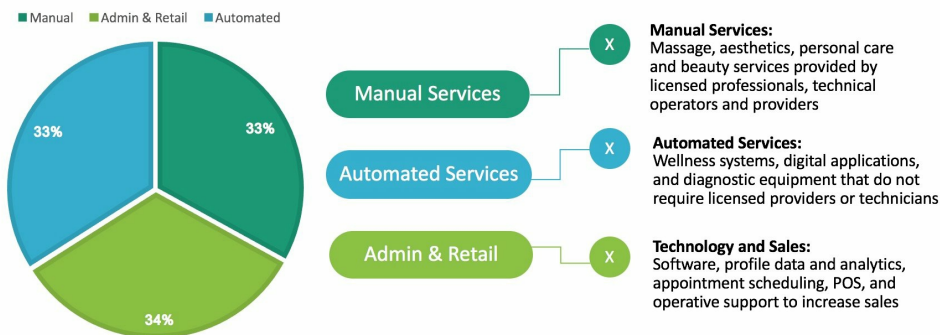 Manual Admin & Retail Automated
33%
33%
34%
Manual Services
Automated Services
Admin & Retail
X
X
X
Manual Services:
Massage, aesthetics, personal care
and beauty services provided by
licensed professionals, technical
operators and providers
Automated Services:
Wellness systems, digital applications,
and diagnostic equipment that do not
require licensed providers or technicians
Technology and Sales:
Software, profile data and analytics,
appointment scheduling, POS, and
operative support to increase sales